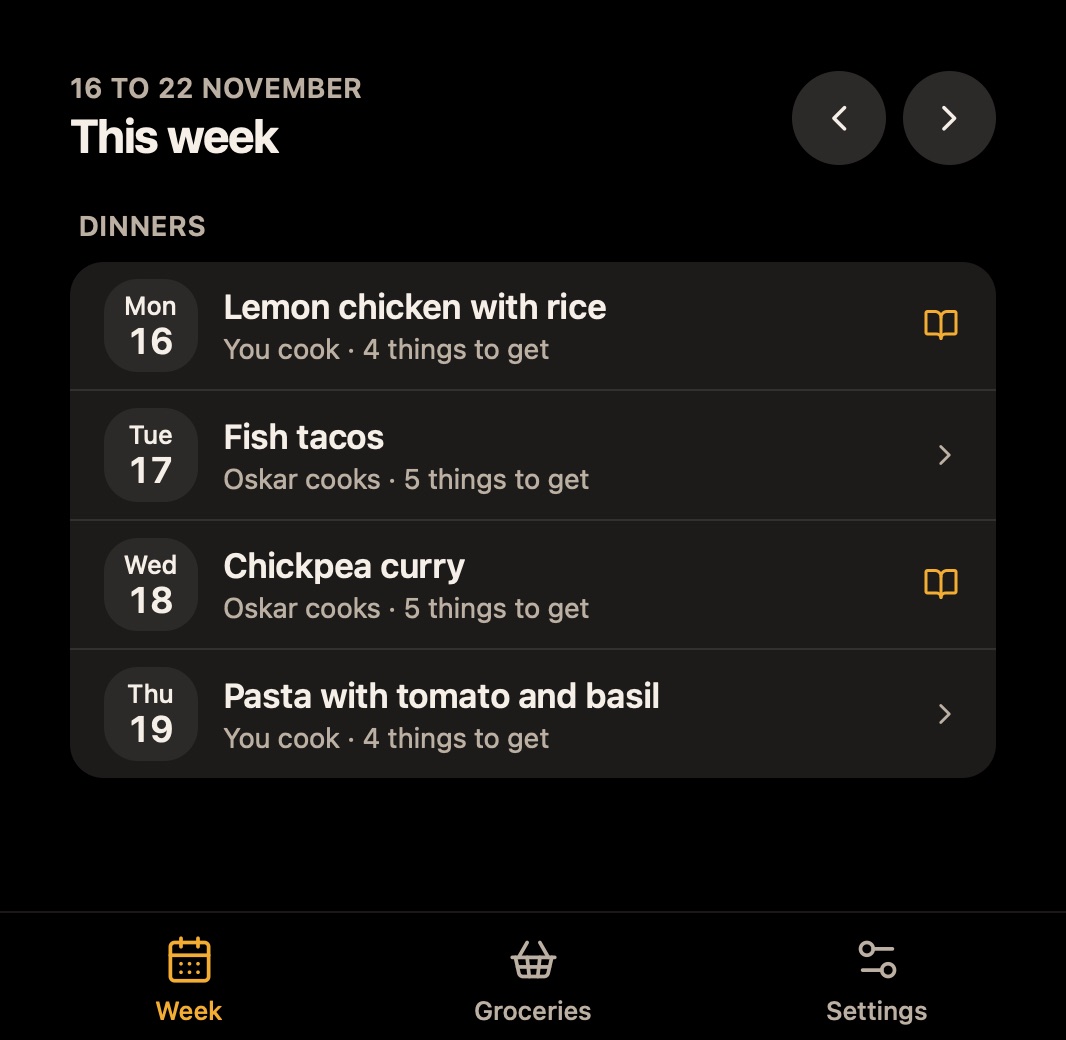 16 TO 22 NOVEMBER
This week
DINNERS
Mon
16
Lemon chicken with rice
You cook · 4 things to get
Tue
17
Fish tacos
Oskar cooks · 5 things to get
Wed
18
Chickpea curry
Oskar cooks · 5 things to get
Thu
19
Pasta with tomato and basil
You cook · 4 things to get
Week
Groceries
Settings